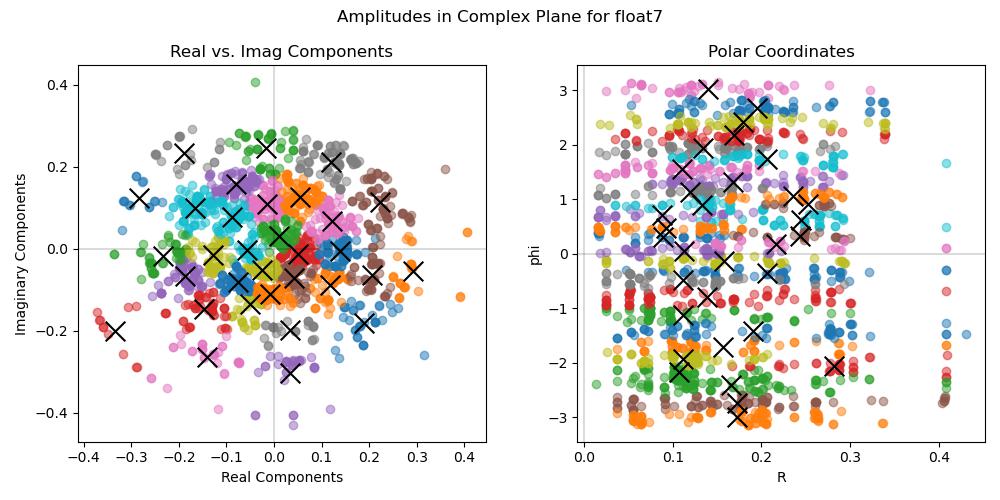 Amplitudes in Complex Plane for float7
Real vs. Imag Components
Polar Coordinates
Imaginary Components
0.4
0.2
0.0
−0.2
−0.4
−0.4 −0.3 −0.2 −0.1 0.0 0.1 0.2 0.3 0.4
Real Components
phi
3
2
1
0
−1
−2
−3
0.0 0.1 0.2 0.3 0.4
R